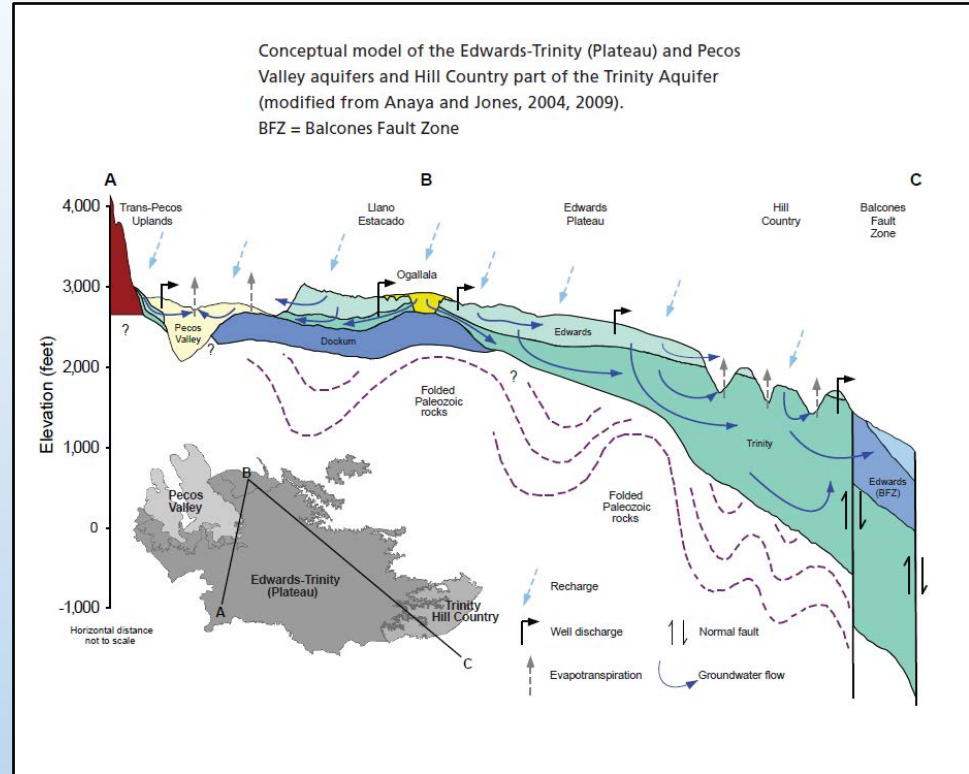 Conceptual model of the Edwards-Trinity (Plateau) and Pecos
Valley aquifers and Hill Country part of the Trinity Aquifer
(modified from Anaya and Jones, 2004, 2009).
BFZ = Balcones Fault Zone
A
B
C
4,000
3,000
2,000
1,000
0
-1,000
Elevation (feet)
Horizontal distance
not to scale
Trans-Pecos
Uplands
Llano
Estacado
Edwards
Plateau
Hill
Country
Balcones
Fault
Zone
Ogallala
?
Pecos
Valley
?
Dockum
Edwards
?
Trinity
Edwards
(BFZ)
Folded
Paleozoic
rocks
Folded
Paleozoic
rocks
Pecos
Valley
B
Edwards-Trinity
(Plateau)
A
Trinity
Hill Country
C
Recharge
Well discharge
Normal fault
Evapotranspiration
Groundwater flow